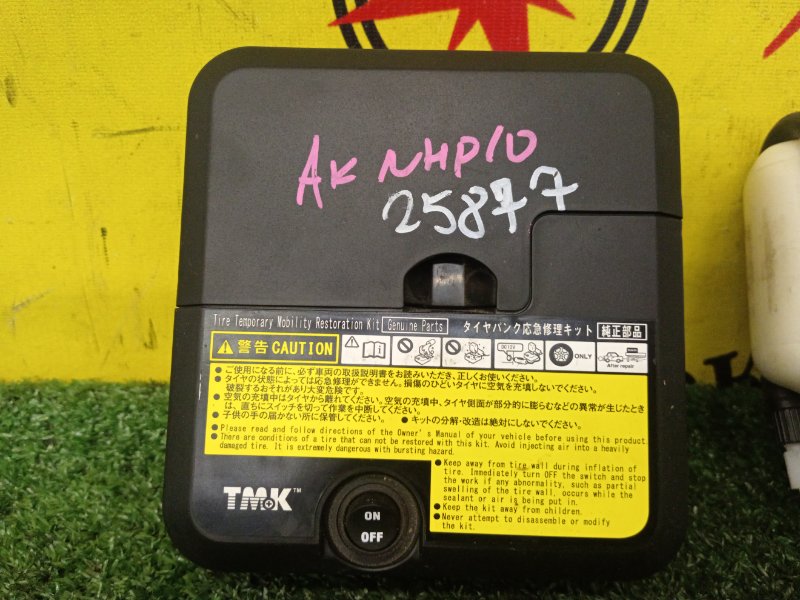 AK NHP10
25877
Tire Temporary Mobility Restoration Kit Genuine Parts タイヤパンク応急修理キット 純正部品
警告 CAUTION DC12V ONLY After repair
● ご使用になる前に、必ず車両の取扱説明書をお読みいただき、正しくお使いください。
● タイヤの状態によっては応急修理ができません。損傷のひどいタイヤに空気を充填しないでください。
破裂するおそれがあり大変危険です。
● 空気の充填中はタイヤから離れてください。空気の充填中、タイヤ側面が部分的に膨らむなどの異常が生じたとき
は、直ちにスイッチを切って作業を中断してください。
● 子供の手の届かない所に保管してください。 ● キットの分解・改造は絶対にしないでください。
● Please read and follow directions of the Owner's Manual of your vehicle before using this product.
● There are conditions of a tire that can not be restored with this kit. Avoid injecting air into a heavily
damaged tire. It is extremely dangerous with bursting hazard.
● Keep away from tire wall during inflation of
tire. Immediately turn OFF the switch and stop
the work if any abnormality, such as partial
swelling of the tire wall, occurs while the
sealant or air is being put in.
● Keep the kit away from children.
● Never attempt to disassemble or modify
the kit.
TMK™
ON
OFF